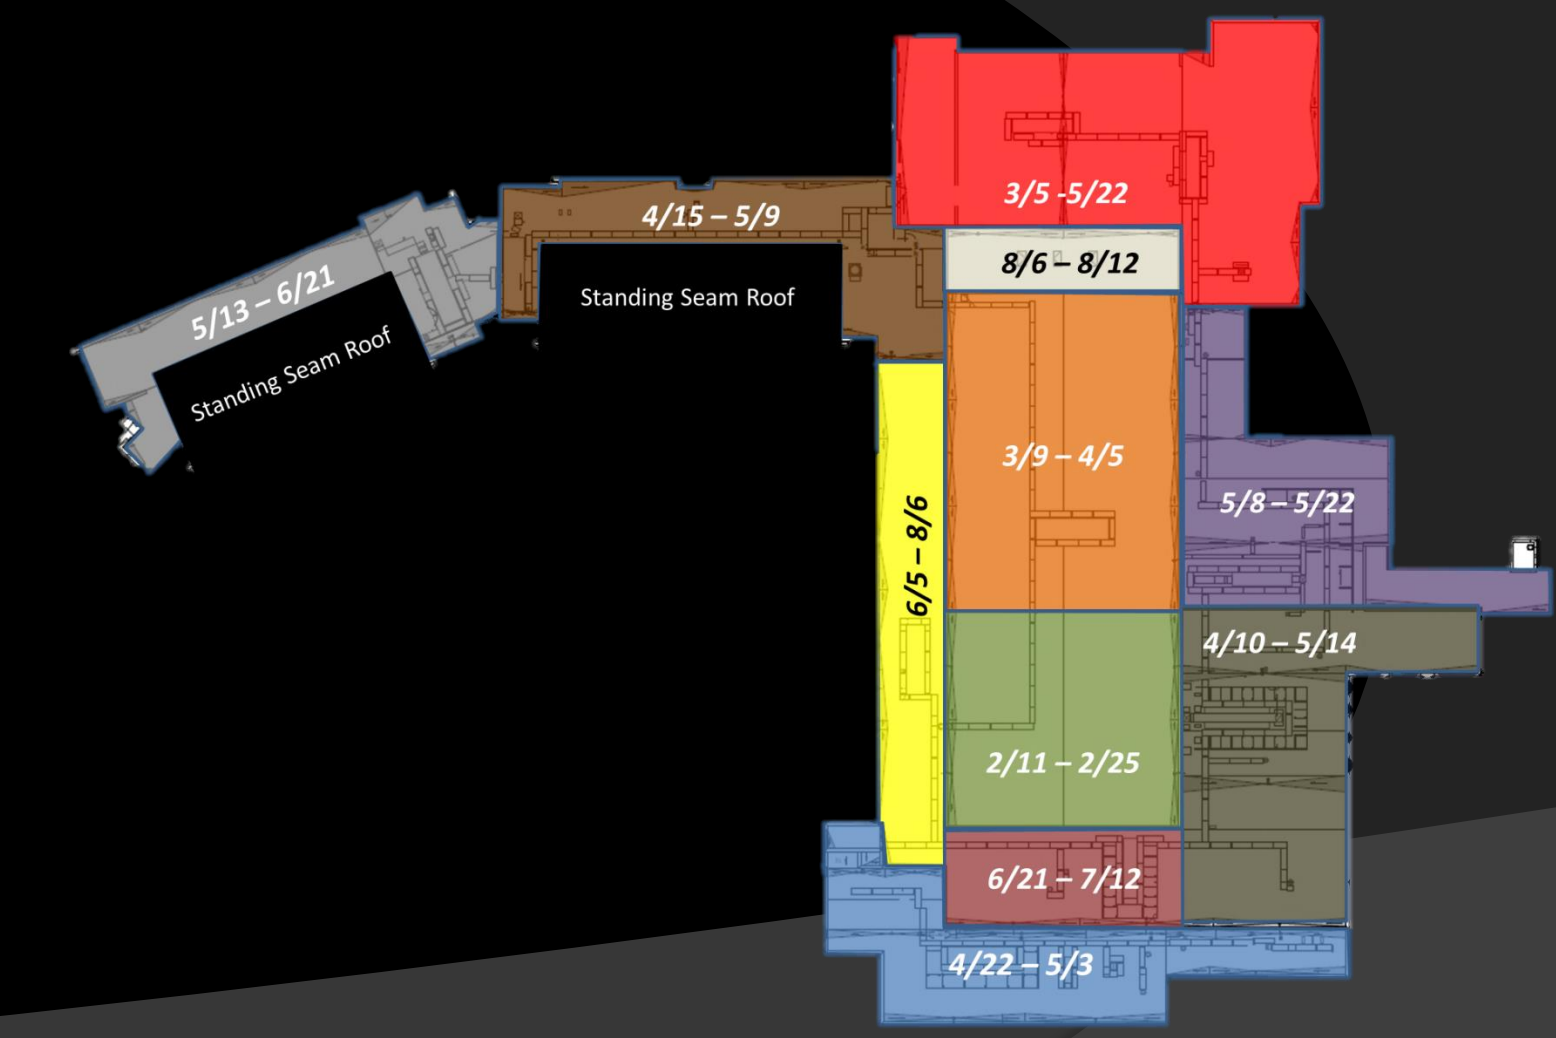 3/5 -5/22
4/15 – 5/9
8/6 – 8/12
5/13 – 6/21
Standing Seam Roof
Standing Seam Roof
3/9 – 4/5
5/8 – 5/22
6/5 – 8/6
4/10 – 5/14
2/11 – 2/25
6/21 – 7/12
4/22 – 5/3